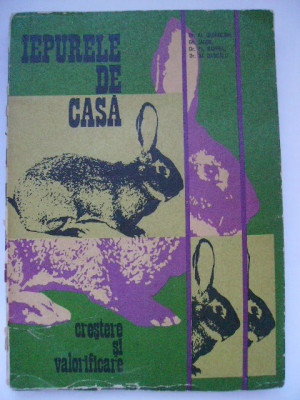 IEPURELE
DE
CASĂ
creştere
şi
valorificare